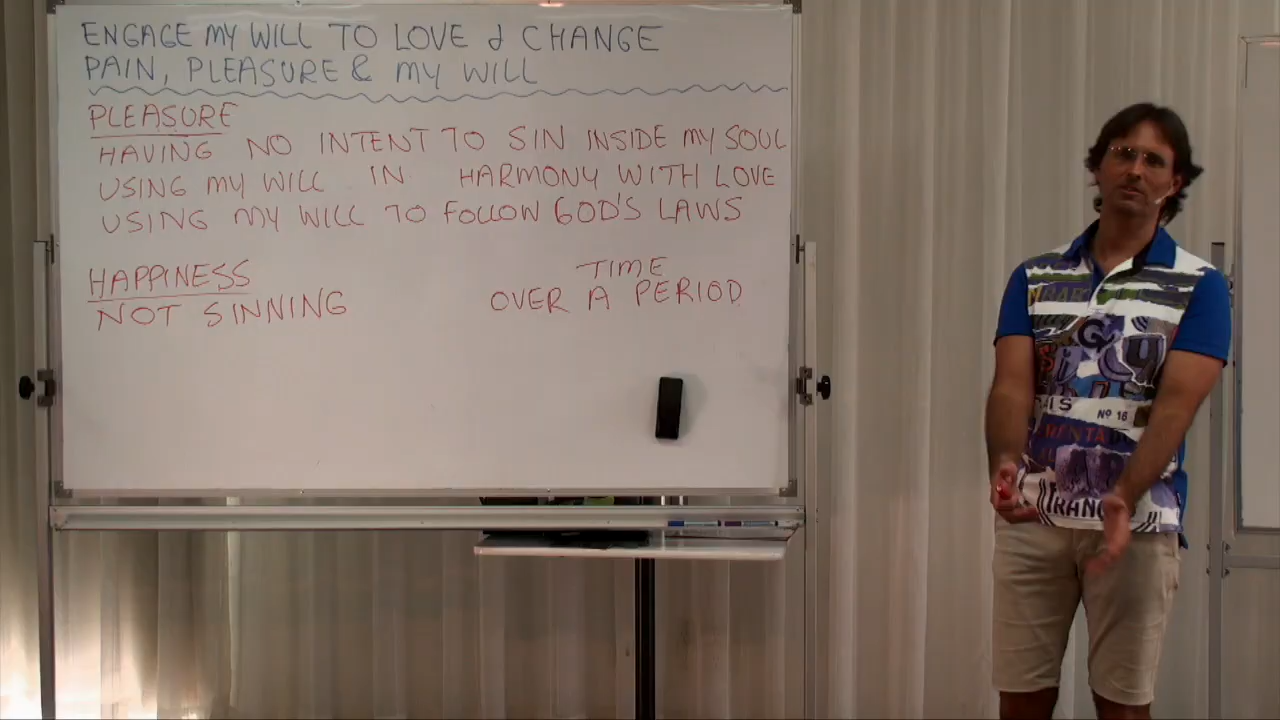 ENGAGE MY WILL TO LOVE & CHANGE
PAIN, PLEASURE & MY WILL
PLEASURE
HAVING NO INTENT TO SIN INSIDE MY SOUL
USING MY WILL IN HARMONY WITH LOVE
USING MY WILL TO FOLLOW GOD'S LAWS
HAPPINESS
NOT SINNING
TIME
OVER A PERIOD
Nº 16